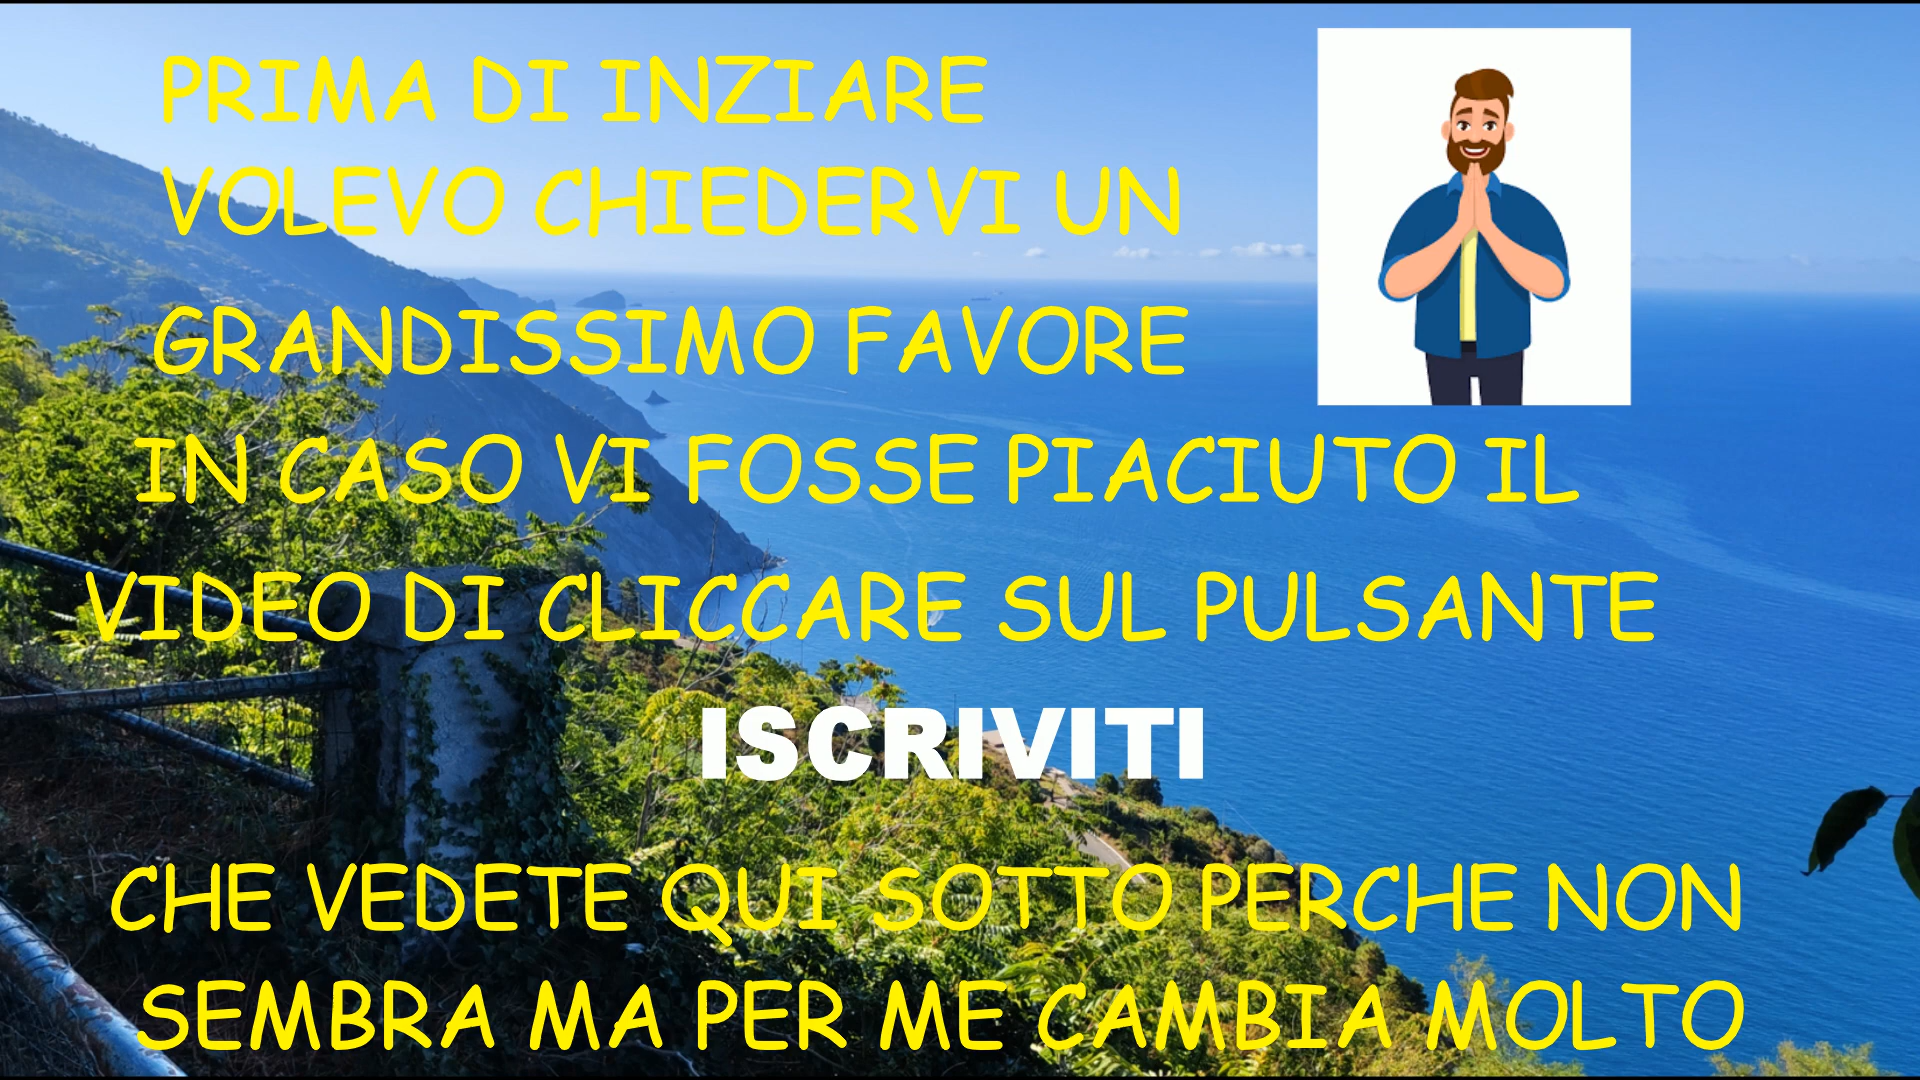 PRIMA DI INZIARE
VOLEVO CHIEDERVI UN
GRANDISSIMO FAVORE
IN CASO VI FOSSE PIACIUTO IL
VIDEO DI CLICCARE SUL PULSANTE
ISCRIVITI
CHE VEDETE QUI SOTTO PERCHE NON
SEMBRA MA PER ME CAMBIA MOLTO